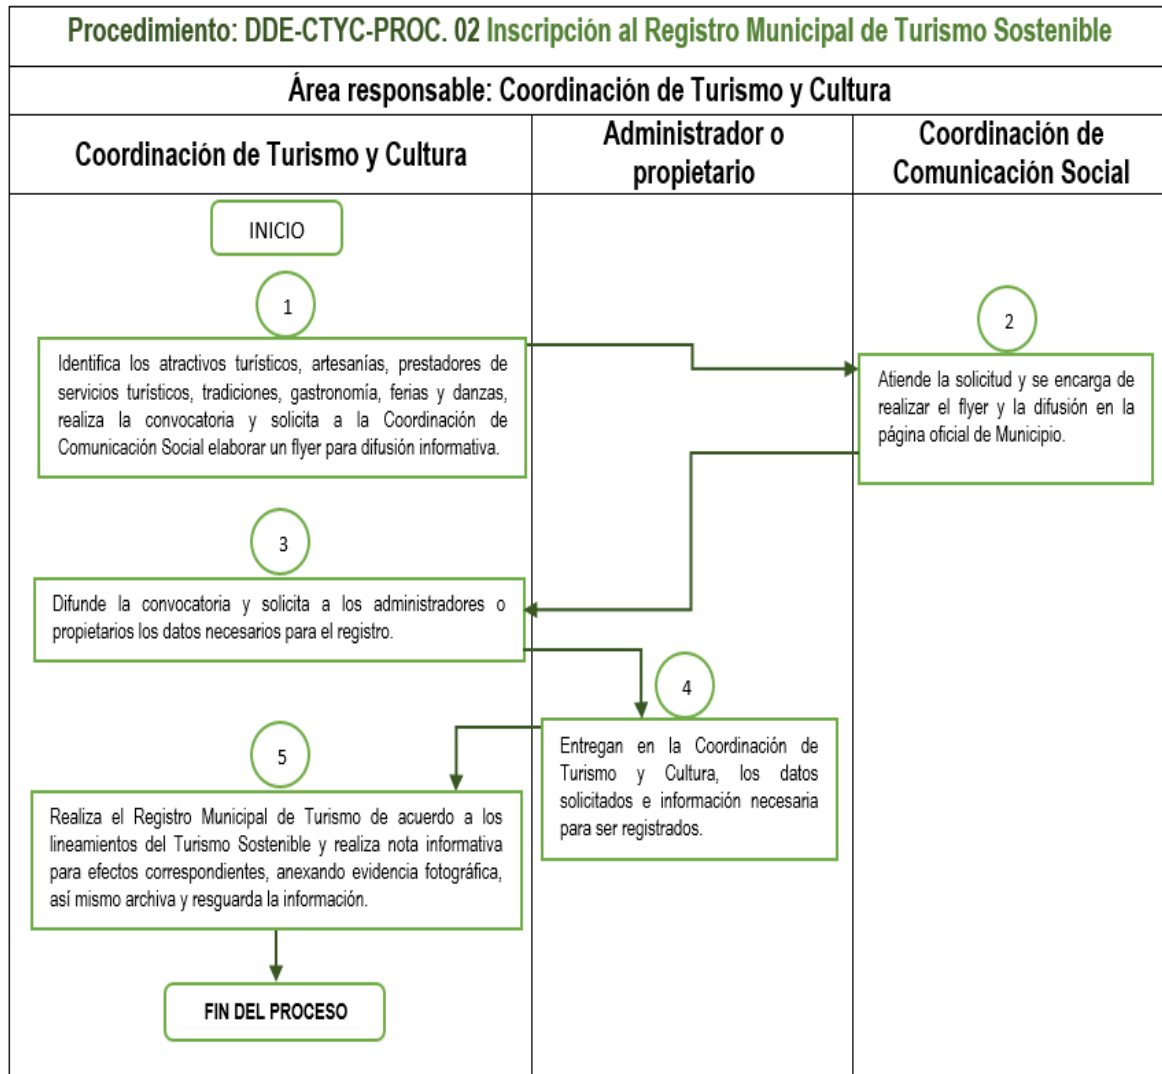 Procedimiento: DDE-CTYC-PROC. 02 Inscripción al Registro Municipal de Turismo Sostenible
Área responsable: Coordinación de Turismo y Cultura
Coordinación de Turismo y Cultura
Administrador o
propietario
Coordinación de
Comunicación Social
INICIO
1
Identifica los atractivos turísticos, artesanías, prestadores de
servicios turísticos, tradiciones, gastronomía, ferias y danzas,
realiza la convocatoria y solicita a la Coordinación de
Comunicación Social elaborar un flyer para difusión informativa.
2
Atiende la solicitud y se encarga de
realizar el flyer y la difusión en la
página oficial de Municipio.
3
Difunde la convocatoria y solicita a los administradores o
propietarios los datos necesarios para el registro.
4
Entregan en la Coordinación de
Turismo y Cultura, los datos
solicitados e información necesaria
para ser registrados.
5
Realiza el Registro Municipal de Turismo de acuerdo a los
lineamientos del Turismo Sostenible y realiza nota informativa
para efectos correspondientes, anexando evidencia fotográfica,
así mismo archiva y resguarda la información.
FIN DEL PROCESO